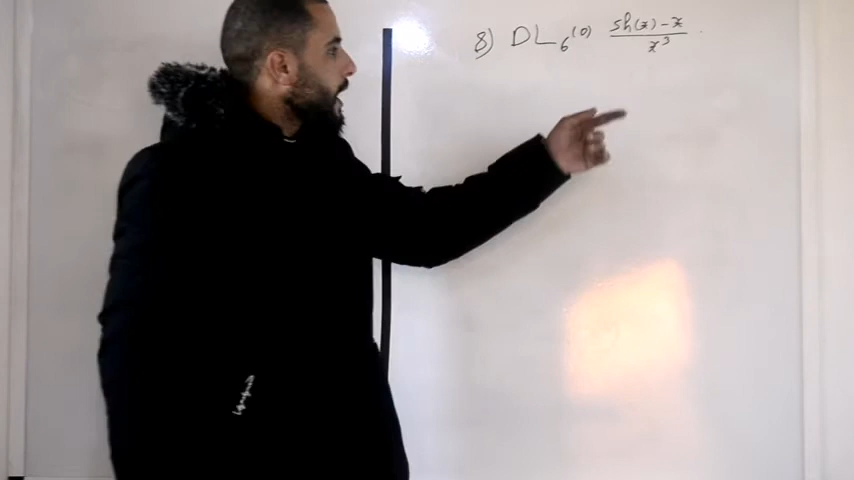 8) DL₆(0) (sh(x) - x) / x³